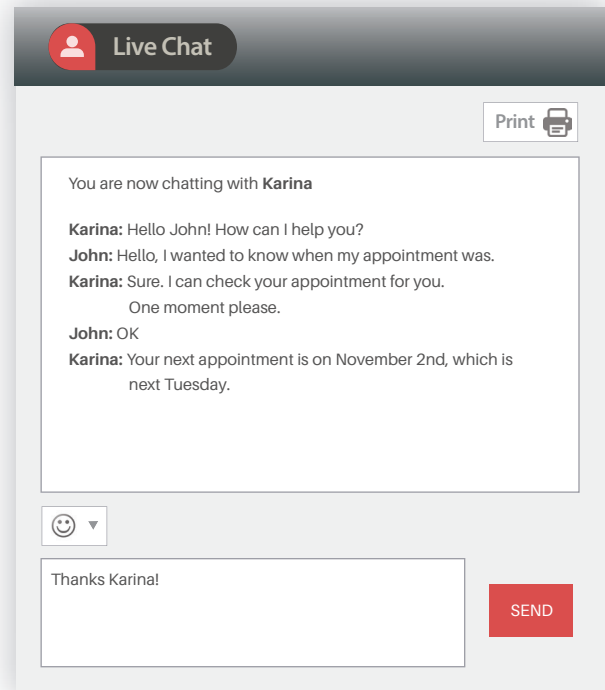 Live Chat
Print
You are now chatting with Karina
Karina: Hello John! How can I help you?
John: Hello, I wanted to know when my appointment was.
Karina: Sure. I can check your appointment for you.
One moment please.
John: OK
Karina: Your next appointment is on November 2nd, which is
next Tuesday.
Thanks Karina!
SEND